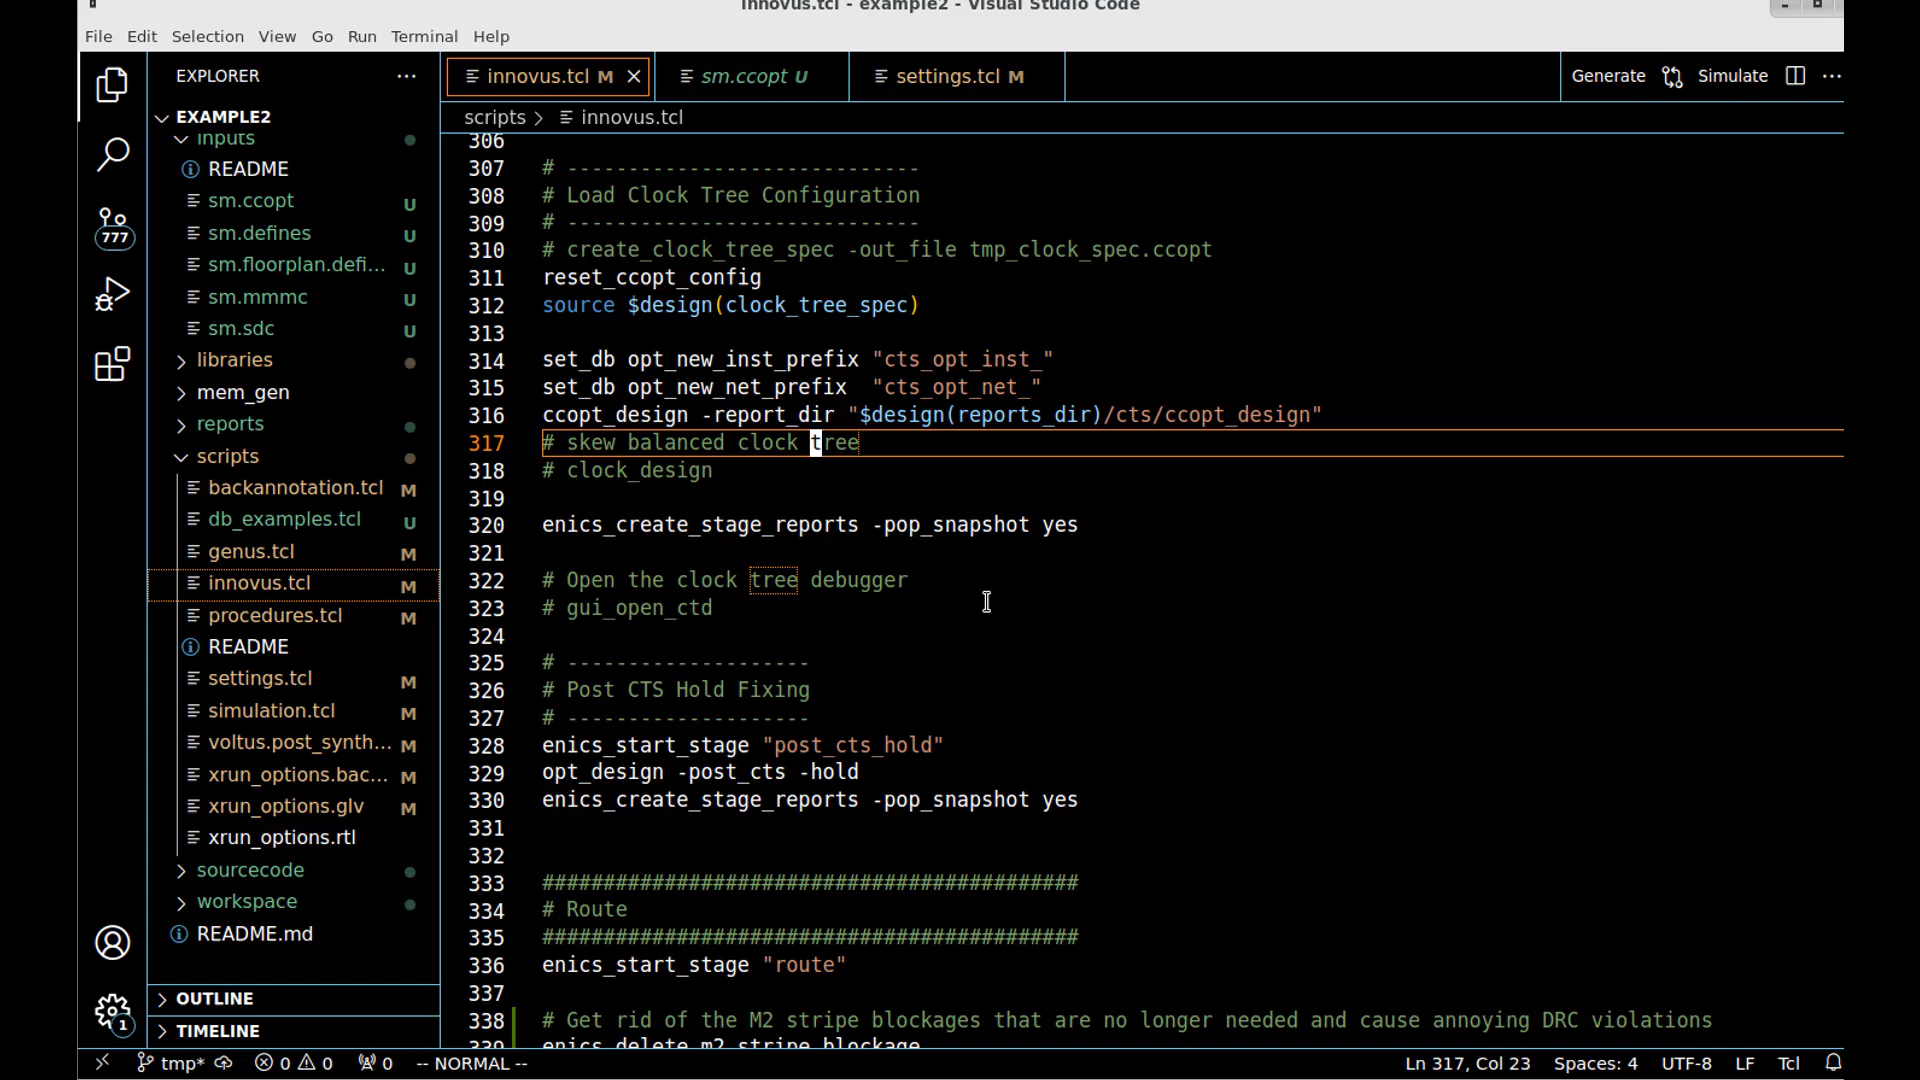 innovus.tcl - example2 - Visual Studio Code
File Edit Selection View Go Run Terminal Help
EXPLORER ...
EXAMPLE2
inputs
README
sm.ccopt U
sm.defines U
sm.floorplan.defi... U
sm.mmmc U
sm.sdc U
libraries
mem_gen
reports
scripts
backannotation.tcl M
db_examples.tcl U
genus.tcl M
innovus.tcl M
procedures.tcl M
README
settings.tcl M
simulation.tcl M
voltus.post_synth... M
xrun_options.bac... M
xrun_options.glv M
xrun_options.rtl
sourcecode
workspace
README.md
OUTLINE
TIMELINE
777
1
innovus.tcl M
sm.ccopt U
settings.tcl M
Generate Simulate ...
scripts > innovus.tcl
306
307 # -----------------------------
308 # Load Clock Tree Configuration
309 # -----------------------------
310 # create_clock_tree_spec -out_file tmp_clock_spec.ccopt
311 reset_ccopt_config
312 source $design(clock_tree_spec)
313
314 set_db opt_new_inst_prefix "cts_opt_inst_"
315 set_db opt_new_net_prefix  "cts_opt_net_"
316 ccopt_design -report_dir "$design(reports_dir)/cts/ccopt_design"
317 # skew balanced clock tree
318 # clock_design
319
320 enics_create_stage_reports -pop_snapshot yes
321
322 # Open the clock tree debugger
323 # gui_open_ctd
324
325 # --------------------
326 # Post CTS Hold Fixing
327 # --------------------
328 enics_start_stage "post_cts_hold"
329 opt_design -post_cts -hold
330 enics_create_stage_reports -pop_snapshot yes
331
332
333 ############################################
334 # Route
335 ############################################
336 enics_start_stage "route"
337
338 # Get rid of the M2 stripe blockages that are no longer needed and cause annoying DRC violations
339 enics_delete_m2_stripe_blockage
tmp* 0 0 0 -- NORMAL -- Ln 317, Col 23 Spaces: 4 UTF-8 LF Tcl